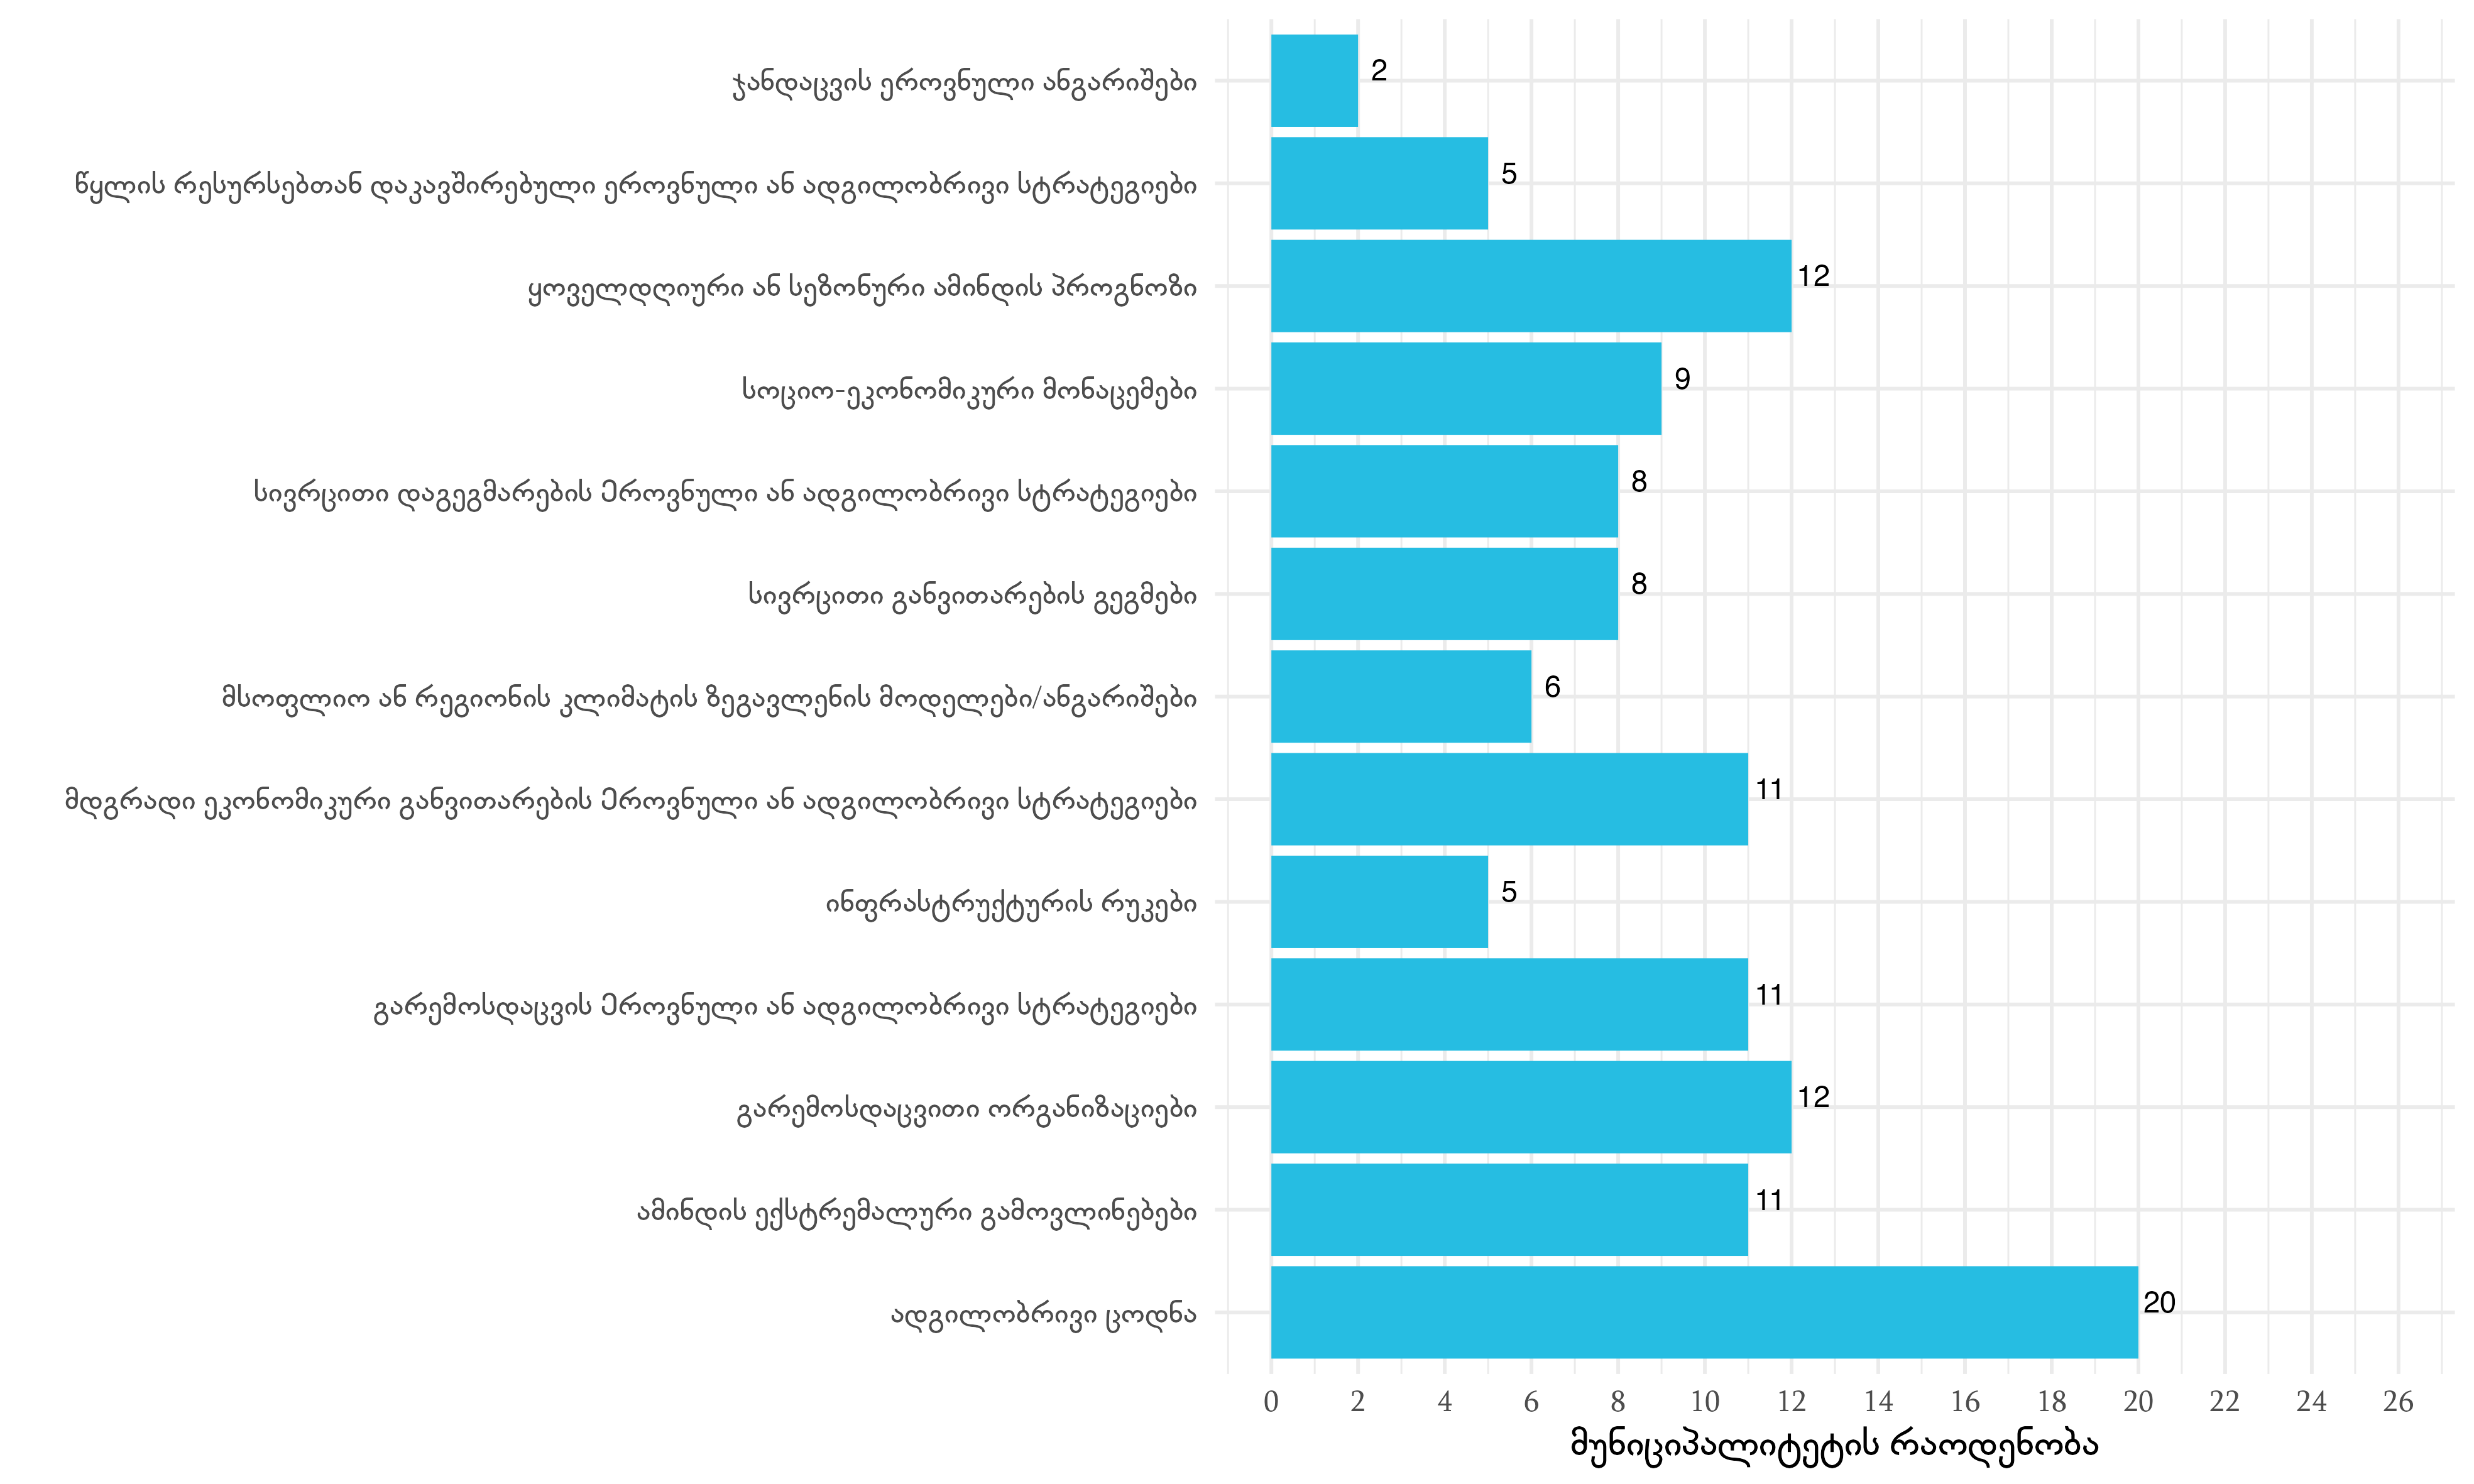 ჯანდაცვის ეროვნული ანგარიშები 2
წყლის რესურსებთან დაკავშირებული ეროვნული ან ადგილობრივი სტრატეგიები 5
ყოველდღიური ან სეზონური ამინდის პროგნოზი 12
სოციო-ეკონომიკური მონაცემები 9
სივრცითი დაგეგმარების Ეროვნული ან ადგილობრივი სტრატეგიები 8
სივრცითი განვითარების გეგმები 8
მსოფლიო ან რეგიონის კლიმატის ზეგავლენის მოდელები/ანგარიშები 6
მდგრადი ეკონომიკური განვითარების Ეროვნული ან ადგილობრივი სტრატეგიები 11
ინფრასტრუქტურის რუკები 5
გარემოსდაცვის Ეროვნული ან ადგილობრივი სტრატეგიები 11
გარემოსდაცვითი ორგანიზაციები 12
ამინდის ექსტრემალური გამოვლინებები 11
ადგილობრივი ცოდნა 20
0 2 4 6 8 10 12 14 16 18 20 22 24 26
მუნიციპალიტეტის რაოდენობა